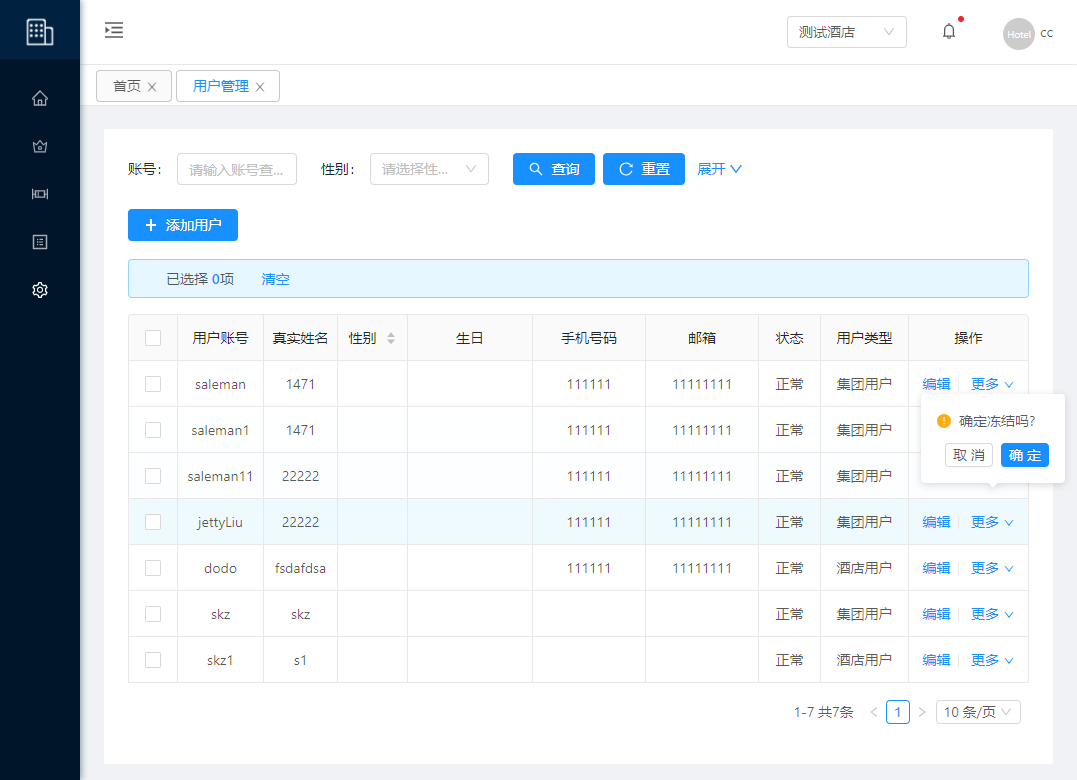 测试酒店
Hotel cc
首页 用户管理
账号: 请输入账号查... 性别: 请选择性... 查询 重置 展开
添加用户
已选择 0项 清空
用户账号 真实姓名 性别 生日 手机号码 邮箱 状态 用户类型 操作
saleman 1471 111111 11111111 正常 集团用户 编辑 更多
saleman1 1471 111111 11111111 正常 集团用户
确定冻结吗?
取 消 确 定
saleman11 22222 111111 11111111 正常 集团用户
jettyLiu 22222 111111 11111111 正常 集团用户 编辑 更多
dodo fsdafdsa 111111 11111111 正常 酒店用户 编辑 更多
skz skz 正常 集团用户 编辑 更多
skz1 s1 正常 酒店用户 编辑 更多
1-7 共7条 < 1 > 10 条/页